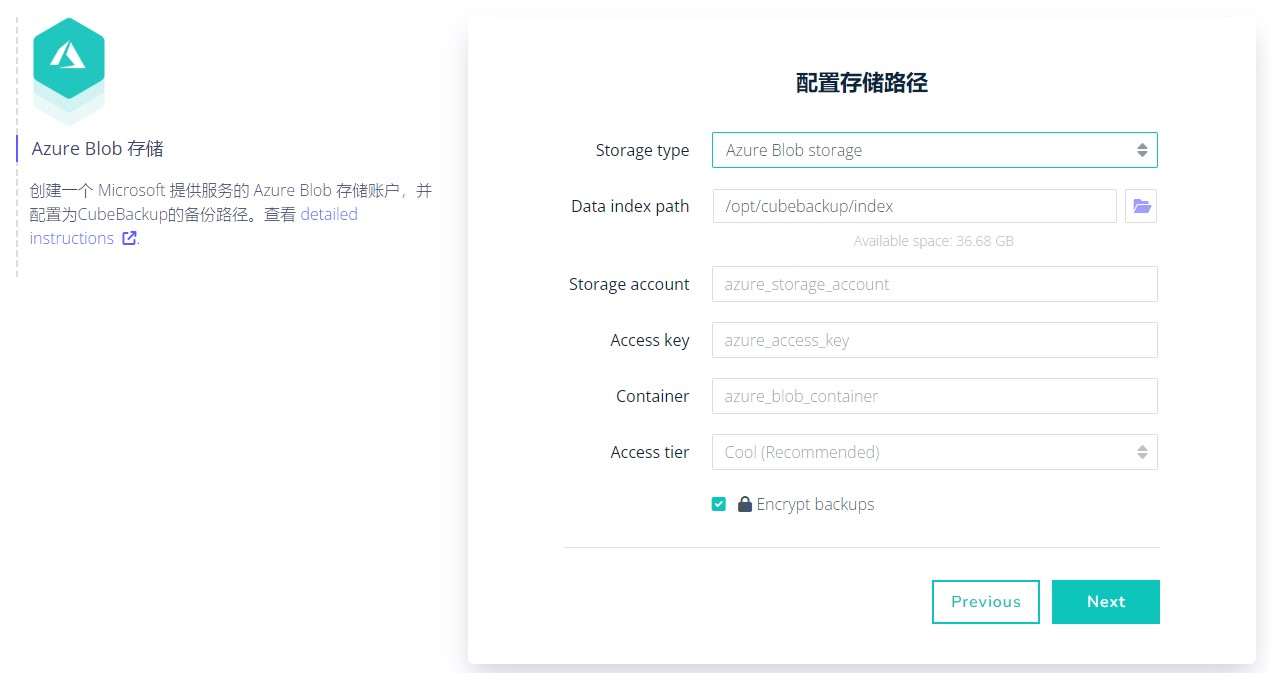 Azure Blob 存储
创建一个 Microsoft 提供服务的 Azure Blob 存储账户，并
配置为CubeBackup的备份路径。查看 detailed
instructions .
配置存储路径
Storage type
Azure Blob storage
Data index path
/opt/cubebackup/index
Available space: 36.68 GB
Storage account
azure_storage_account
Access key
azure_access_key
Container
azure_blob_container
Access tier
Cool (Recommended)
Encrypt backups
Previous
Next